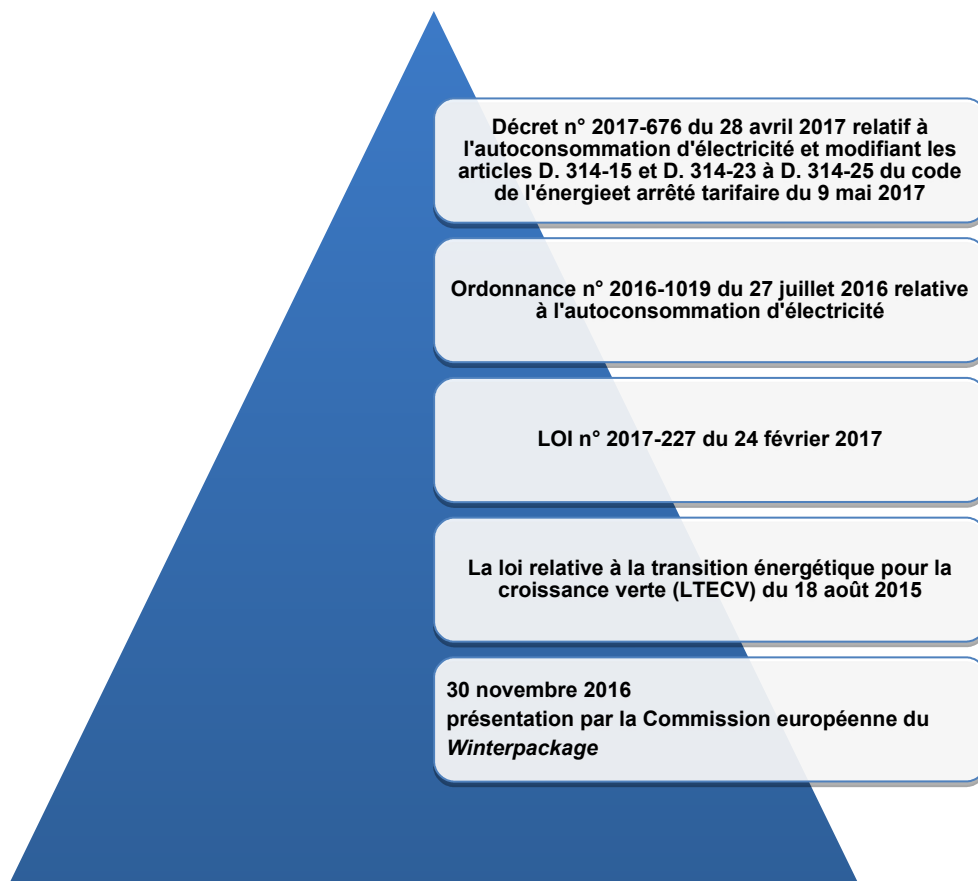 Décret n° 2017-676 du 28 avril 2017 relatif à
l'autoconsommation d'électricité et modifiant les
articles D. 314-15 et D. 314-23 à D. 314-25 du code
de l'énergieet arrêté tarifaire du 9 mai 2017
Ordonnance n° 2016-1019 du 27 juillet 2016 relative
à l'autoconsommation d'électricité
LOI n° 2017-227 du 24 février 2017
La loi relative à la transition énergétique pour la
croissance verte (LTECV) du 18 août 2015
30 novembre 2016
présentation par la Commission européenne du
Winterpackage